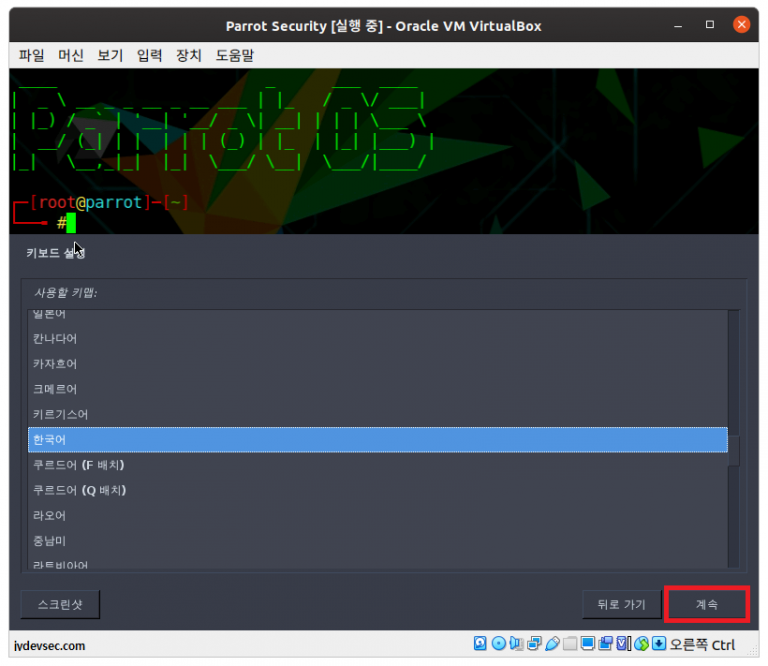 Parrot Security [실행 중] - Oracle VM VirtualBox
파일 머신 보기 입력 장치 도움말
Parrot OS
[root@parrot]-[~]
#
키보드 설정
사용할 키맵:
일본어
칸나다어
카자흐어
크메르어
키르기스어
한국어
쿠르드어 (F 배치)
쿠르드어 (Q 배치)
라오어
중남미
라트비아어
스크린샷 뒤로 가기 계속
jydevsec.com 오른쪽 Ctrl